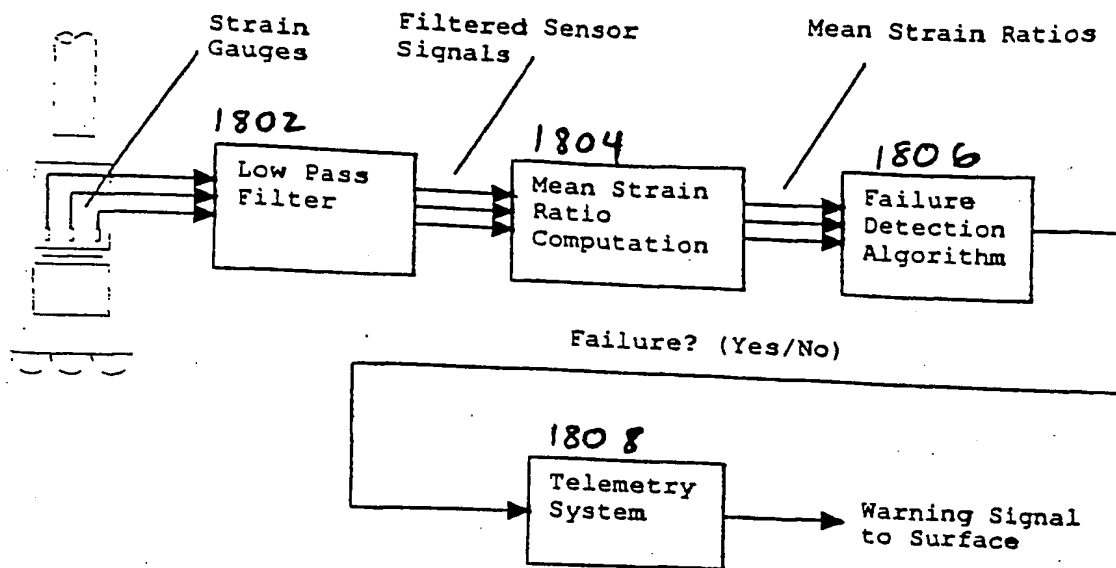 Strain
Gauges
Filtered Sensor
Signals
Mean Strain Ratios
1802
Low Pass
Filter
1804
Mean Strain
Ratio
Computation
1806
Failure
Detection
Algorithm
Failure? (Yes/No)
1808
Telemetry
System
Warning Signal
to Surface